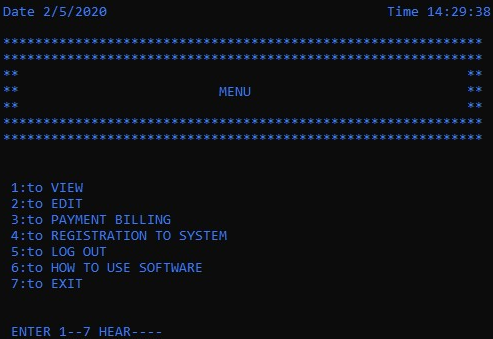 Date 2/5/2020 Time 14:29:38
************************************************************
************************************************************
** **
** MENU **
** **
************************************************************
************************************************************
1:to VIEW
2:to EDIT
3:to PAYMENT BILLING
4:to REGISTRATION TO SYSTEM
5:to LOG OUT
6:to HOW TO USE SOFTWARE
7:to EXIT
ENTER 1--7 HEAR----